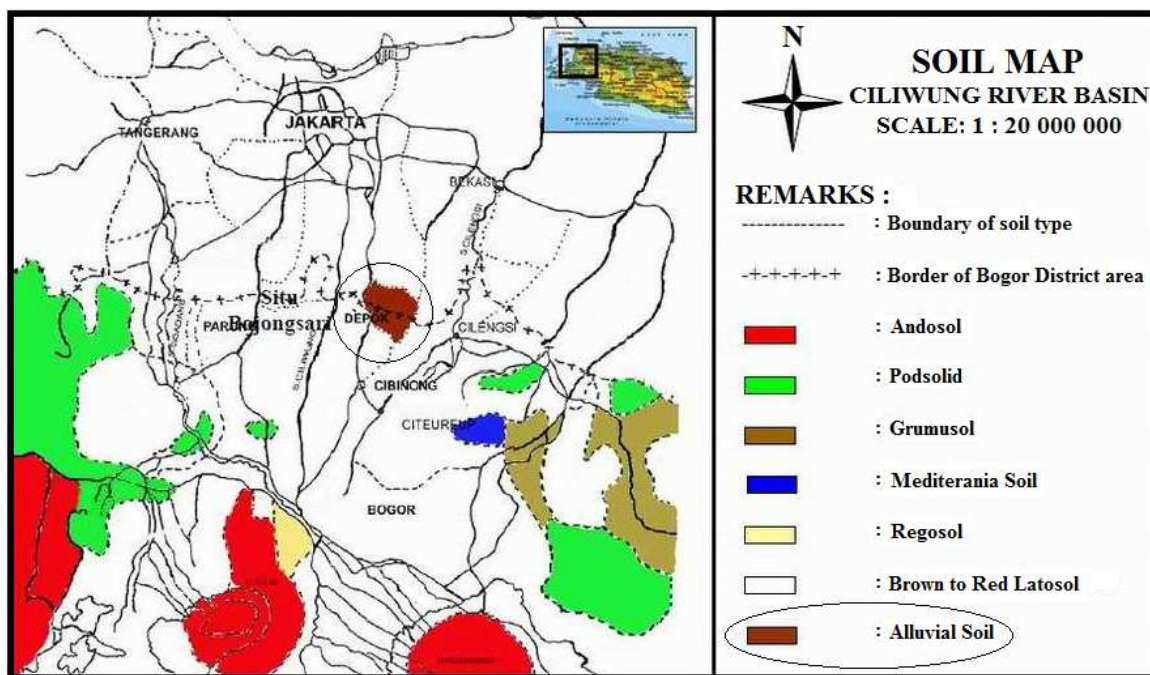 JAKARTA
TANGERANG
BEKASI
S.CILENGSI
Situ
Bojongsari
PARUNG
DEPOK
CILENGSI
CIBINONG
CITEUREUP
BOGOR
N
SOIL MAP
CILIWUNG RIVER BASIN
SCALE: 1 : 20 000 000
REMARKS :
: Boundary of soil type
: Border of Bogor District area
: Andosol
: Podsolid
: Grumusol
: Mediterania Soil
: Regosol
: Brown to Red Latosol
: Alluvial Soil